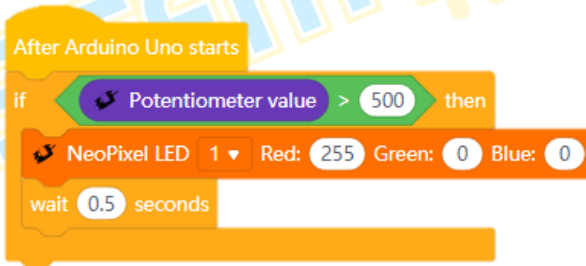 After Arduino Uno starts
if Potentiometer value > 500 then
NeoPixel LED 1 Red: 255 Green: 0 Blue: 0
wait 0.5 seconds